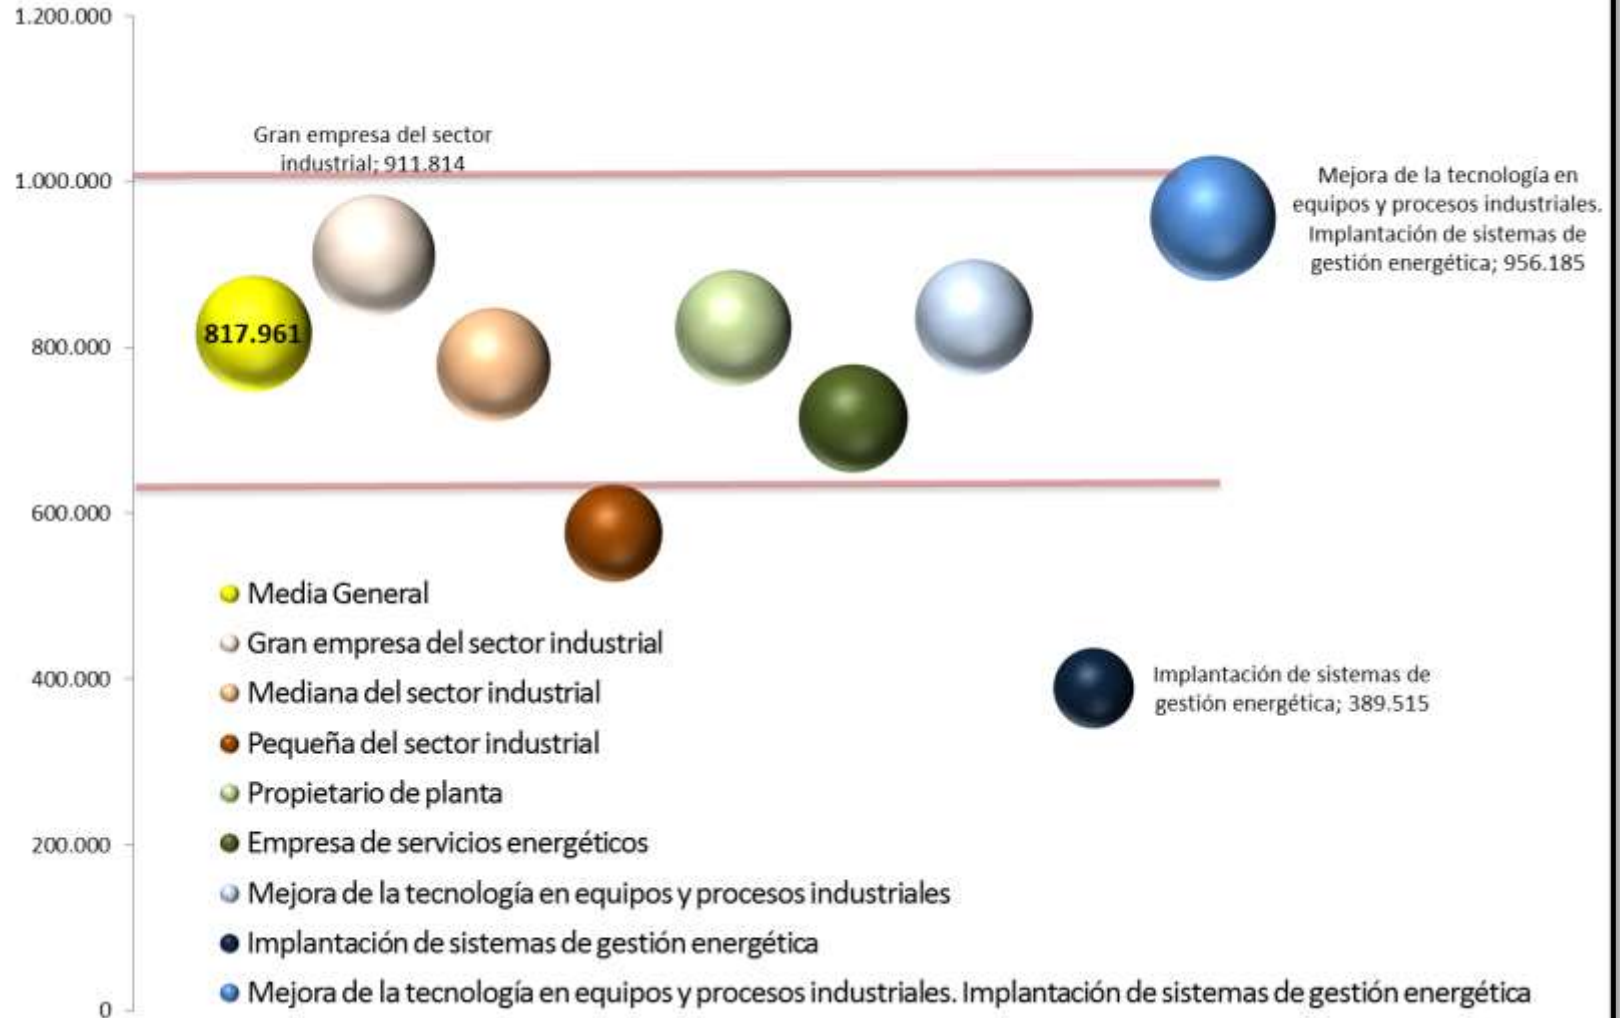 1.200.000
Gran empresa del sector
industrial; 911.814
1.000.000
Mejora de la tecnología en
equipos y procesos industriales.
Implantación de sistemas de
gestión energética; 956.185
817.961
800.000
600.000
Media General
Gran empresa del sector industrial
400.000
Implantación de sistemas de
gestión energética; 389.515
Mediana del sector industrial
Pequeña del sector industrial
Propietario de planta
200.000
Empresa de servicios energéticos
Mejora de la tecnología en equipos y procesos industriales
Implantación de sistemas de gestión energética
Mejora de la tecnología en equipos y procesos industriales. Implantación de sistemas de gestión energética
0